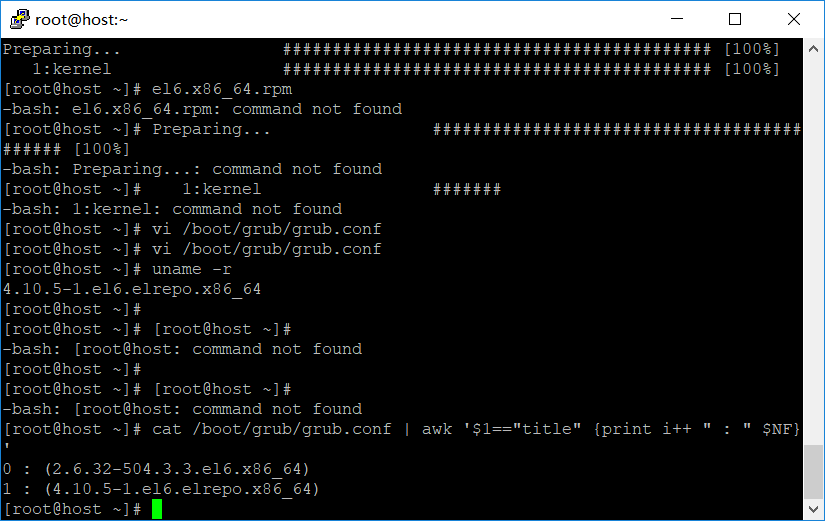 root@host:~
Preparing... ########################################### [100%]
1:kernel ########################################### [100%]
[root@host ~]# el6.x86_64.rpm
-bash: el6.x86_64.rpm: command not found
[root@host ~]# Preparing... #####################################
###### [100%]
-bash: Preparing...: command not found
[root@host ~]# 1:kernel #######
-bash: 1:kernel: command not found
[root@host ~]# vi /boot/grub/grub.conf
[root@host ~]# vi /boot/grub/grub.conf
[root@host ~]# uname -r
4.10.5-1.el6.elrepo.x86_64
[root@host ~]#
[root@host ~]# [root@host ~]#
-bash: [root@host: command not found
[root@host ~]#
[root@host ~]# [root@host ~]#
-bash: [root@host: command not found
[root@host ~]# cat /boot/grub/grub.conf | awk '$1=="title" {print i++ " : " $NF}
'
0 : (2.6.32-504.3.3.el6.x86_64)
1 : (4.10.5-1.el6.elrepo.x86_64)
[root@host ~]#